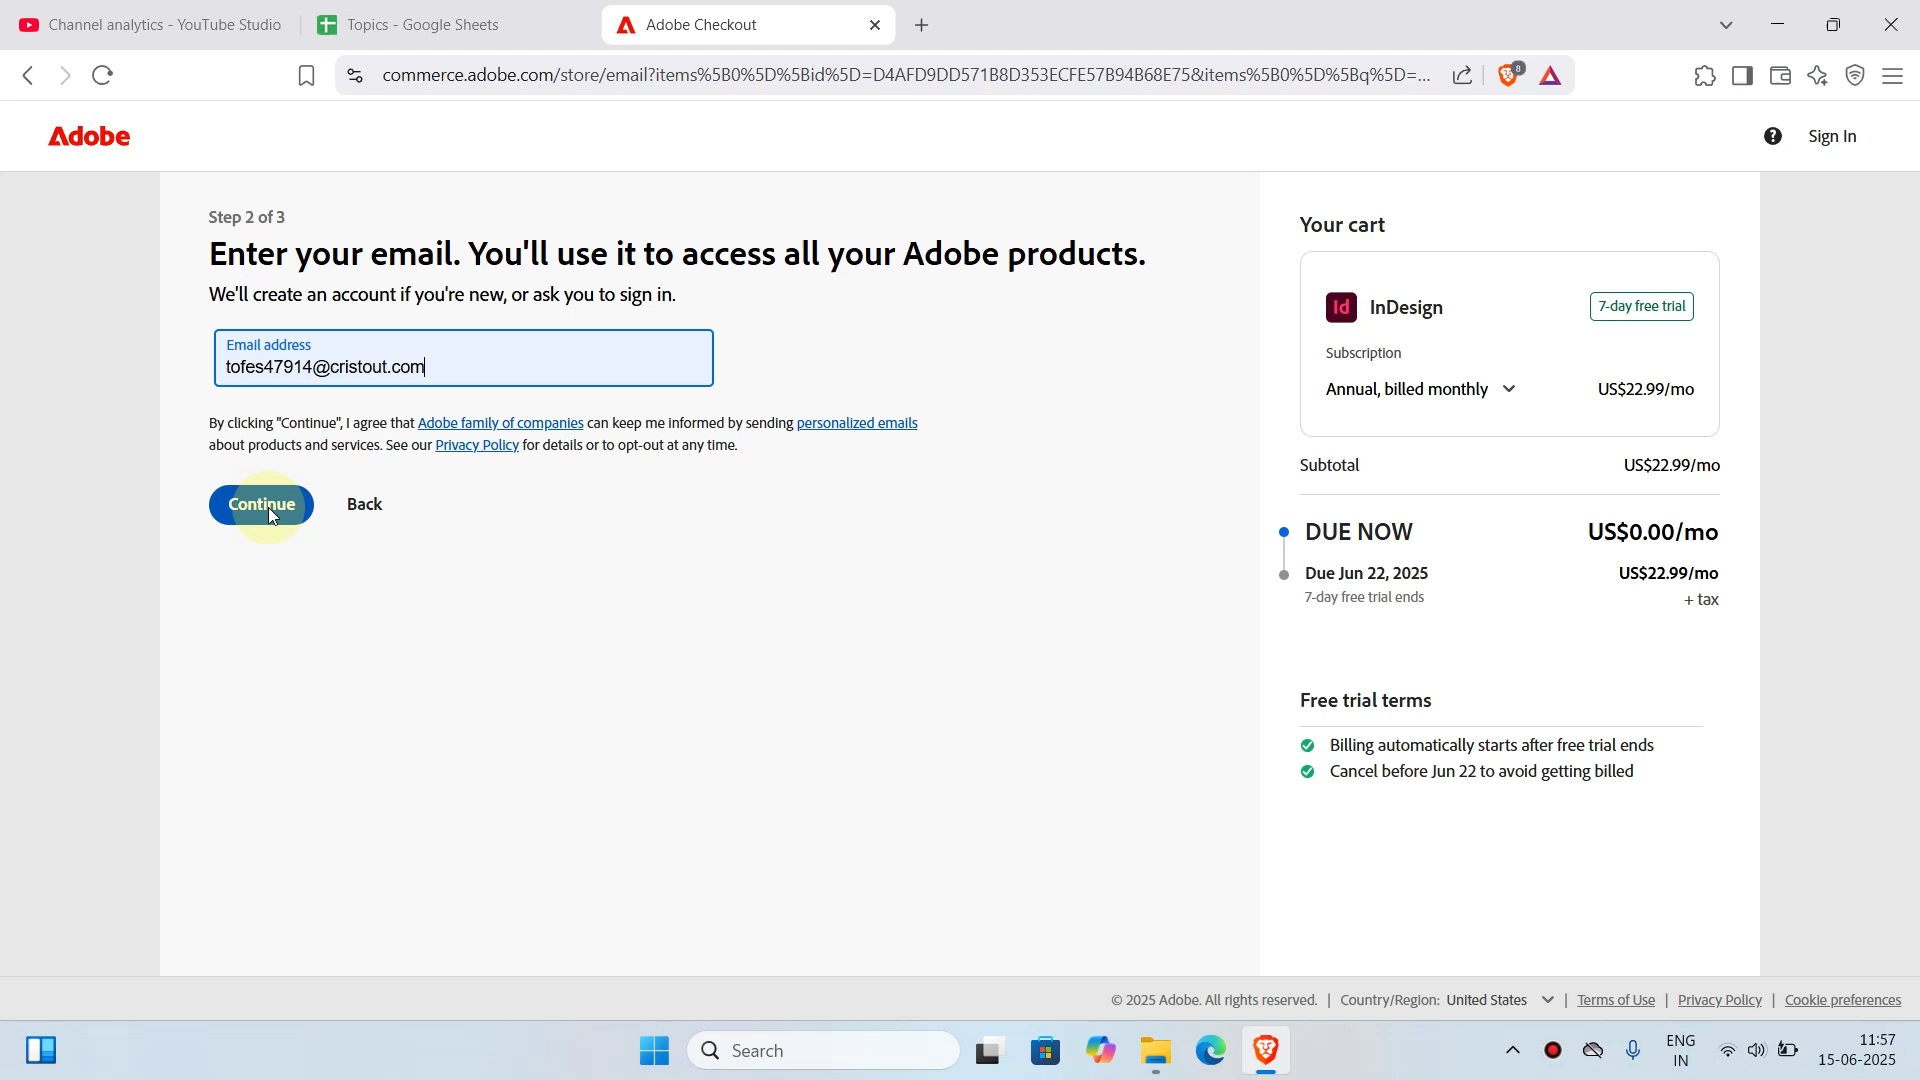 Channel analytics - YouTube Studio
Topics - Google Sheets
Adobe Checkout
commerce.adobe.com/store/email?items%5B0%5D%5Bid%5D=D4AFD9DD571B8D353ECFE57B94B68E75&items%5B0%5D%5Bq%5D=...
8
Adobe
? Sign In
Step 2 of 3
Enter your email. You'll use it to access all your Adobe products.
We'll create an account if you're new, or ask you to sign in.
Email address
tofes47914@cristout.com
By clicking "Continue", I agree that Adobe family of companies can keep me informed by sending personalized emails
about products and services. See our Privacy Policy for details or to opt-out at any time.
Continue
Back
Your cart
Id InDesign
7-day free trial
Subscription
Annual, billed monthly US$22.99/mo
Subtotal US$22.99/mo
DUE NOW US$0.00/mo
Due Jun 22, 2025 US$22.99/mo
7-day free trial ends + tax
Free trial terms
Billing automatically starts after free trial ends
Cancel before Jun 22 to avoid getting billed
© 2025 Adobe. All rights reserved. | Country/Region: United States | Terms of Use | Privacy Policy | Cookie preferences
Search
ENG
IN
11:57
15-06-2025